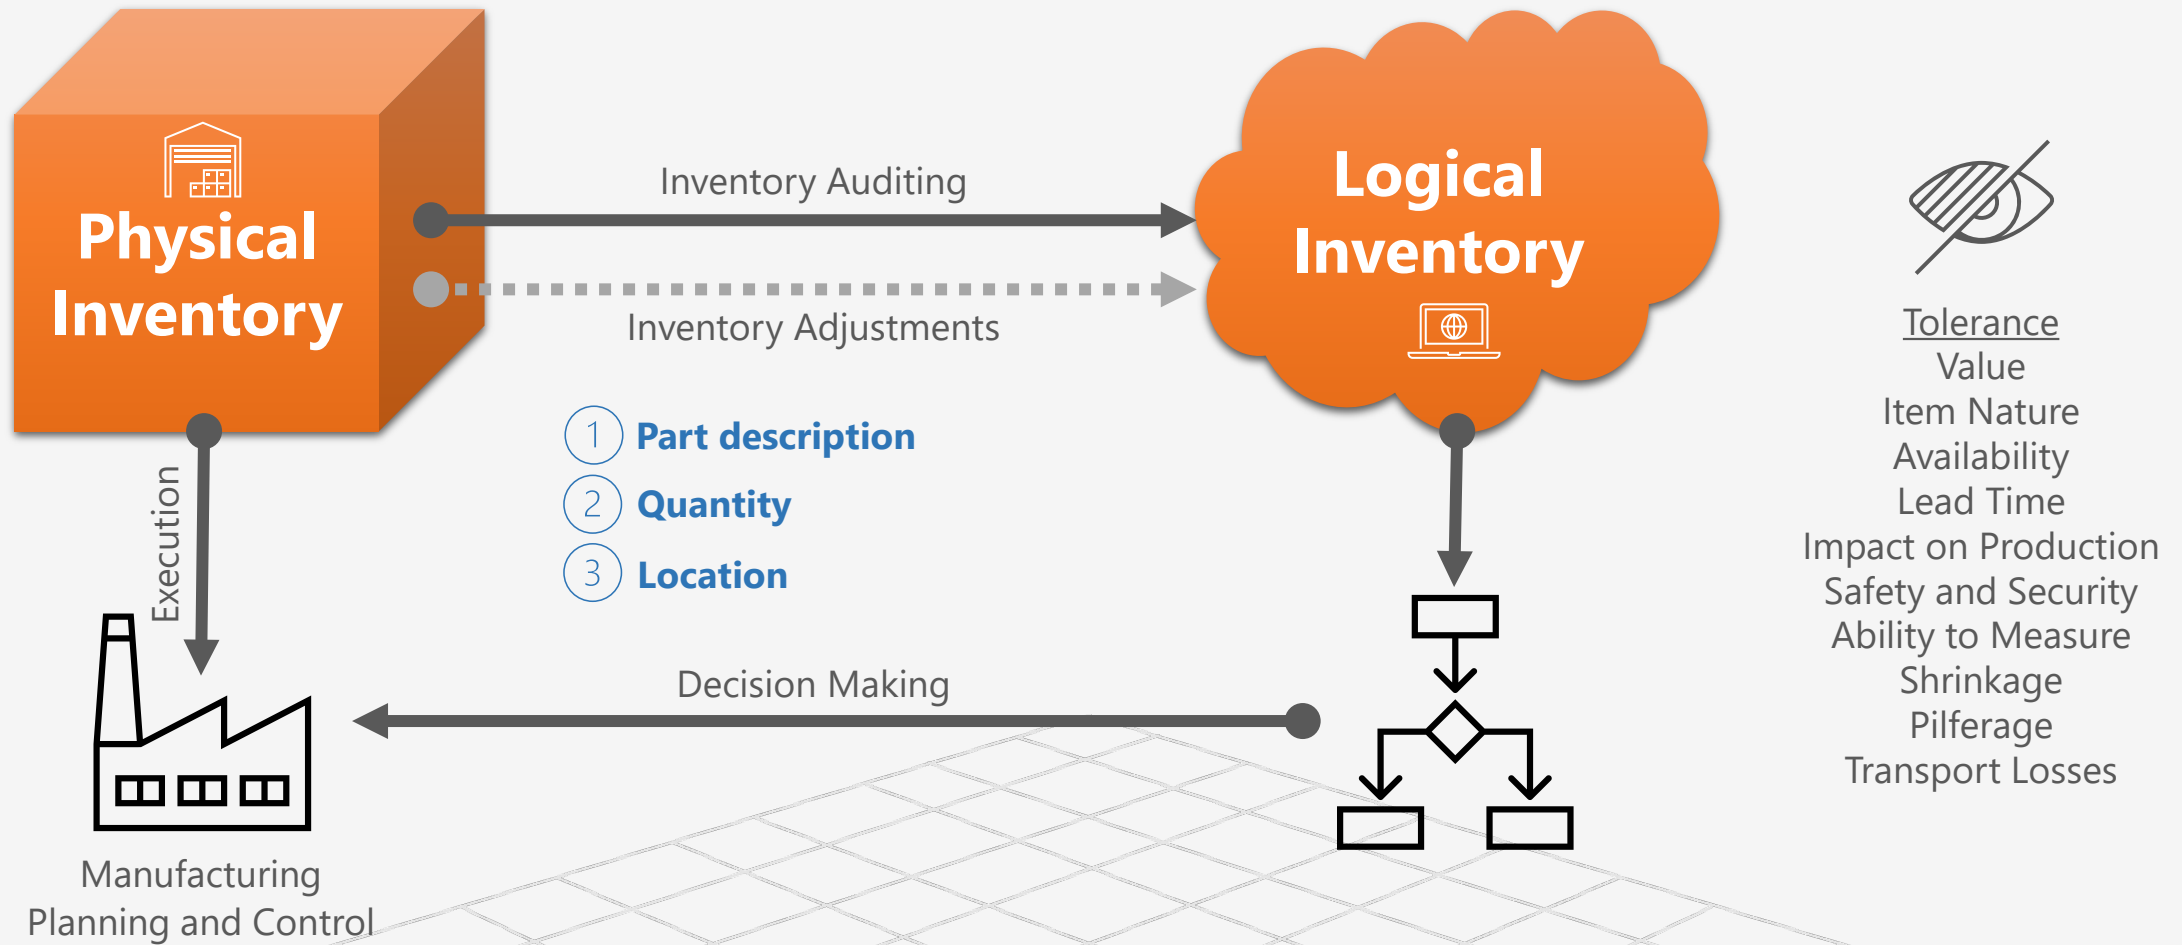 Physical
Inventory
Inventory Auditing
Inventory Adjustments
Logical
Inventory
1 Part description
2 Quantity
3 Location
Execution
Decision Making
Manufacturing
Planning and Control
Tolerance
Value
Item Nature
Availability
Lead Time
Impact on Production
Safety and Security
Ability to Measure
Shrinkage
Pilferage
Transport Losses